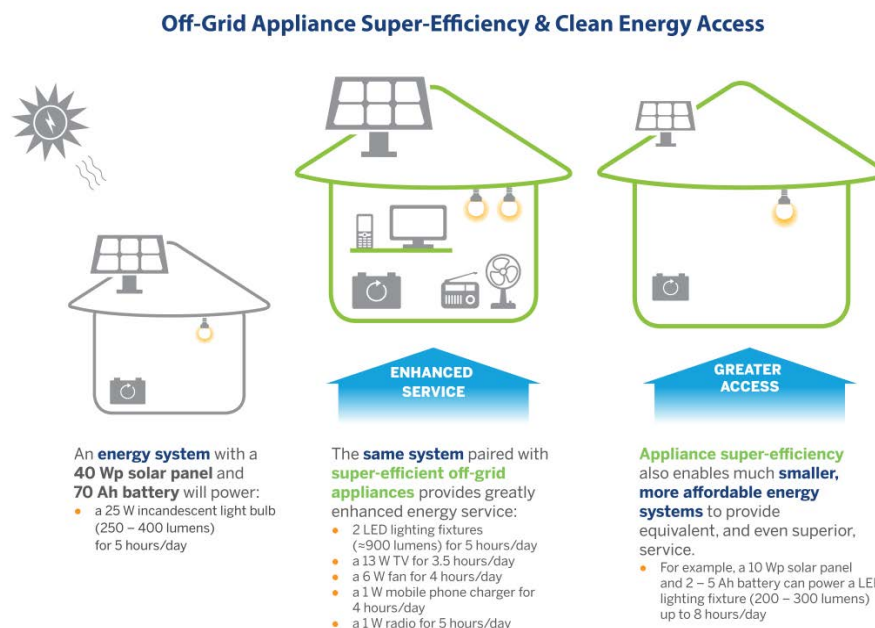 Off-Grid Appliance Super-Efficiency & Clean Energy Access
An energy system with a
40 Wp solar panel and
70 Ah battery will power:
• a 25 W incandescent light bulb
(250 – 400 lumens)
for 5 hours/day
ENHANCED
SERVICE
The same system paired with
super-efficient off-grid
appliances provides greatly
enhanced energy service:
• 2 LED lighting fixtures
(≈900 lumens) for 5 hours/day
• a 13 W TV for 3.5 hours/day
• a 6 W fan for 4 hours/day
• a 1 W mobile phone charger for
4 hours/day
• a 1 W radio for 5 hours/day
GREATER
ACCESS
Appliance super-efficiency
also enables much smaller,
more affordable energy
systems to provide
equivalent, and even superior,
service.
• For example, a 10 Wp solar panel
and 2 – 5 Ah battery can power a LED
lighting fixture (200 – 300 lumens)
up to 8 hours/day